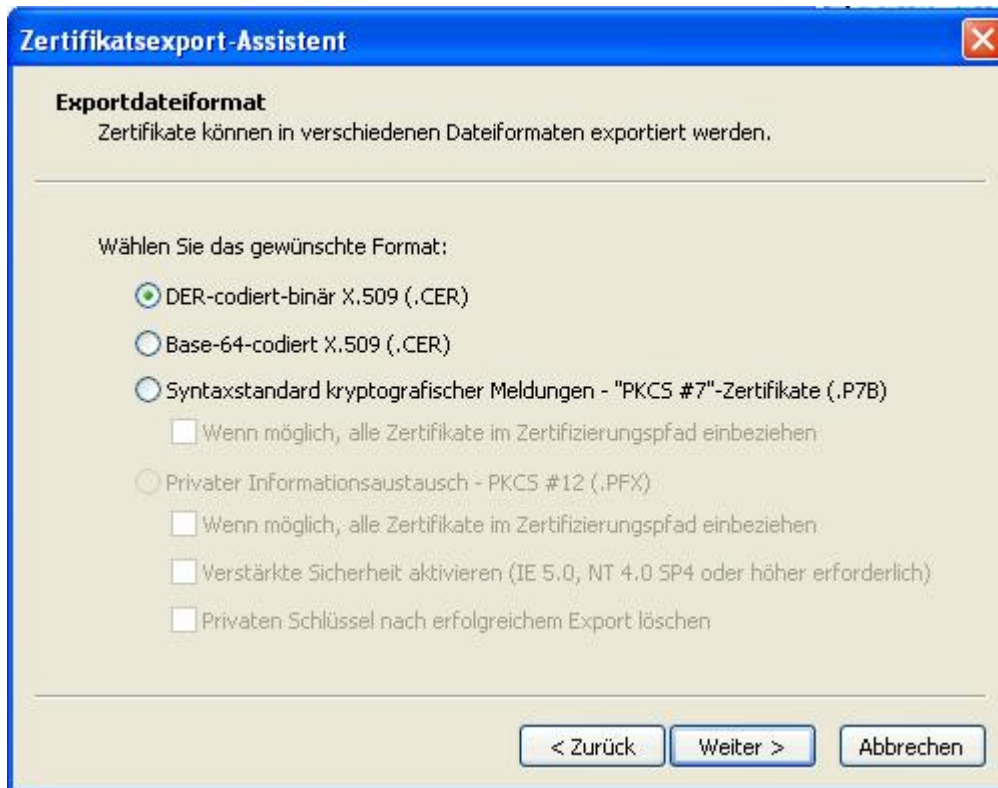 Zertifikatsexport-Assistent
Exportdateiformat
Zertifikate können in verschiedenen Dateiformaten exportiert werden.
Wählen Sie das gewünschte Format:
DER-codiert-binär X.509 (.CER)
Base-64-codiert X.509 (.CER)
Syntaxstandard kryptografischer Meldungen - "PKCS #7"-Zertifikate (.P7B)
Wenn möglich, alle Zertifikate im Zertifizierungspfad einbeziehen
Privater Informationsaustausch - PKCS #12 (.PFX)
Wenn möglich, alle Zertifikate im Zertifizierungspfad einbeziehen
Verstärkte Sicherheit aktivieren (IE 5.0, NT 4.0 SP4 oder höher erforderlich)
Privaten Schlüssel nach erfolgreichem Export löschen
< Zurück Weiter > Abbrechen